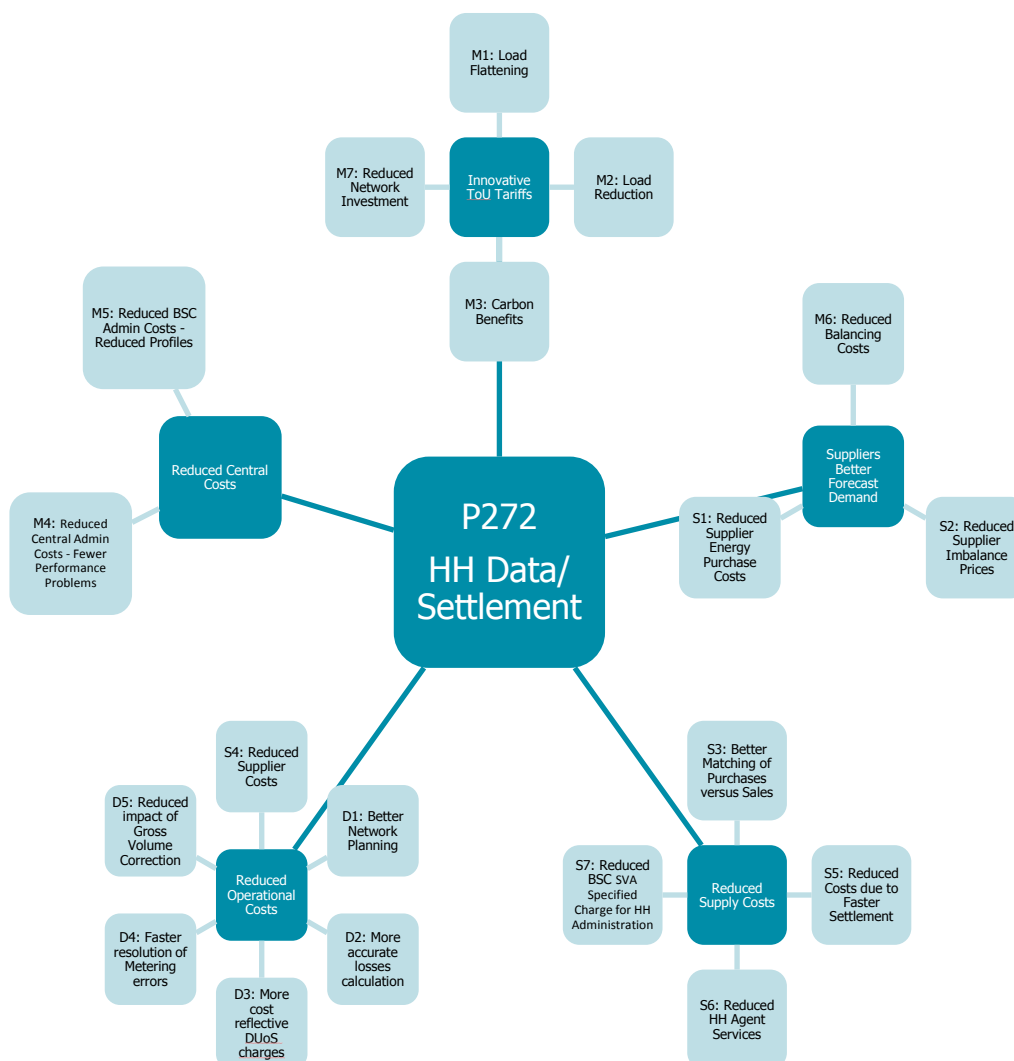 M1: Load
Flattening
M7: Reduced
Network
Investment
Innovative
ToU Tariffs
M2: Load
Reduction
M3: Carbon
Benefits
M5: Reduced BSC
Admin Costs -
Reduced Profiles
M6: Reduced
Balancing
Costs
Reduced Central
Costs
Suppliers
Better
Forecast
Demand
M4: Reduced
Central Admin
Costs - Fewer
Performance
Problems
P272
HH Data/
Settlement
S1: Reduced
Supplier
Energy
Purchase
Costs
S2: Reduced
Supplier
Imbalance
Prices
S4: Reduced
Supplier
Costs
S3: Better
Matching of
Purchases
versus Sales
D5: Reduced
impact of
Gross
Volume
Correction
D1: Better
Network
Planning
Reduced
Operational
Costs
S7: Reduced
BSC SVA
Specified
Charge for HH
Administration
Reduced
Supply Costs
S5: Reduced
Costs due to
Faster
Settlement
D4: Faster
resolution of
Metering
errors
D2: More
accurate
losses
calculation
D3: More
cost
reflective
DUoS
charges
S6: Reduced
HH Agent
Services